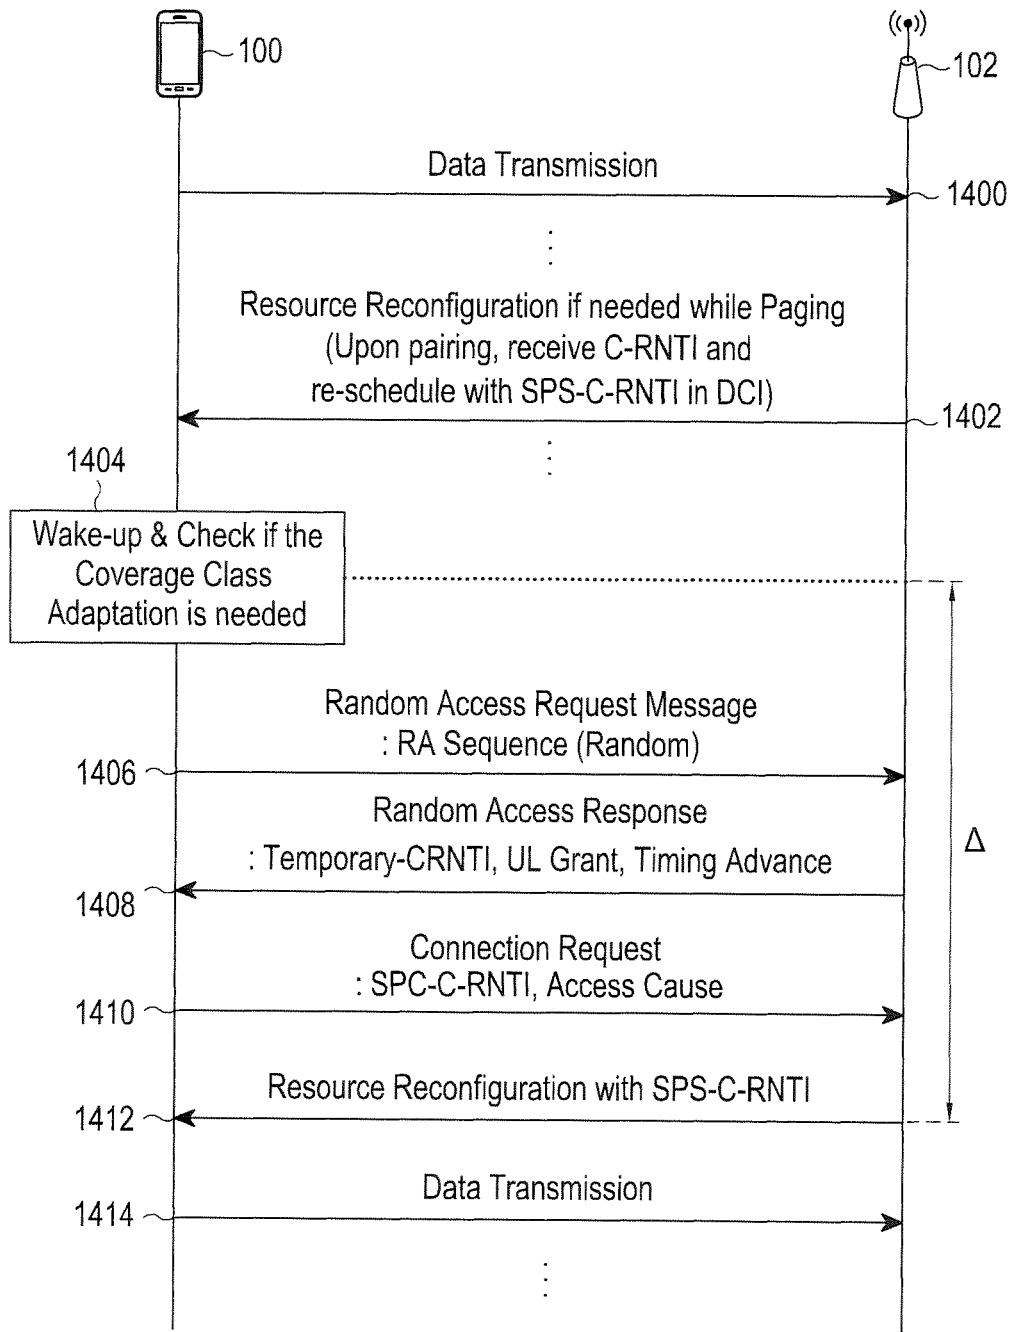 100
102
Data Transmission
1400
Resource Reconfiguration if needed while Paging
(Upon pairing, receive C-RNTI and
re-schedule with SPS-C-RNTI in DCI)
1402
1404
Wake-up & Check if the
Coverage Class
Adaptation is needed
Random Access Request Message
: RA Sequence (Random)
1406
Random Access Response
: Temporary-CRNTI, UL Grant, Timing Advance
Δ
1408
Connection Request
: SPC-C-RNTI, Access Cause
1410
Resource Reconfiguration with SPS-C-RNTI
1412
Data Transmission
1414